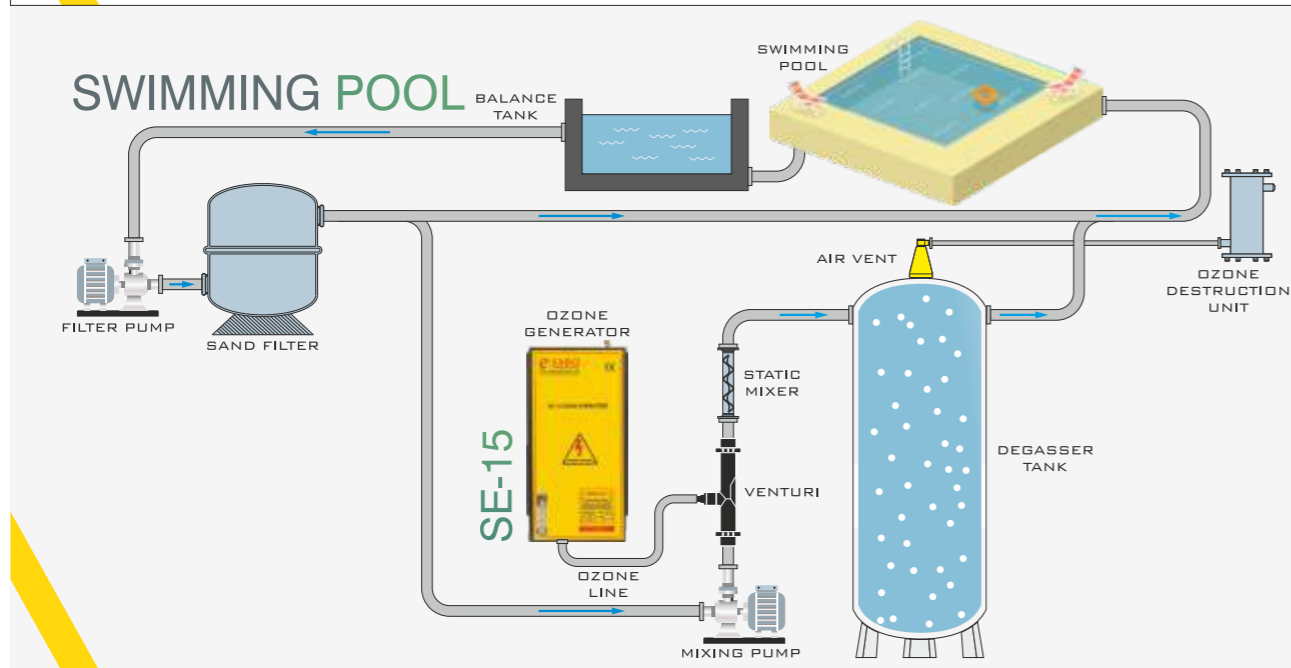 SWIMMING POOL
BALANCE
TANK
SWIMMING
POOL
AIR VENT
OZONE
DESTRUCTION
UNIT
FILTER PUMP
SAND FILTER
OZONE
GENERATOR
STATIC
MIXER
SE-15
DEGASSER
TANK
VENTURI
OZONE
LINE
MIXING PUMP